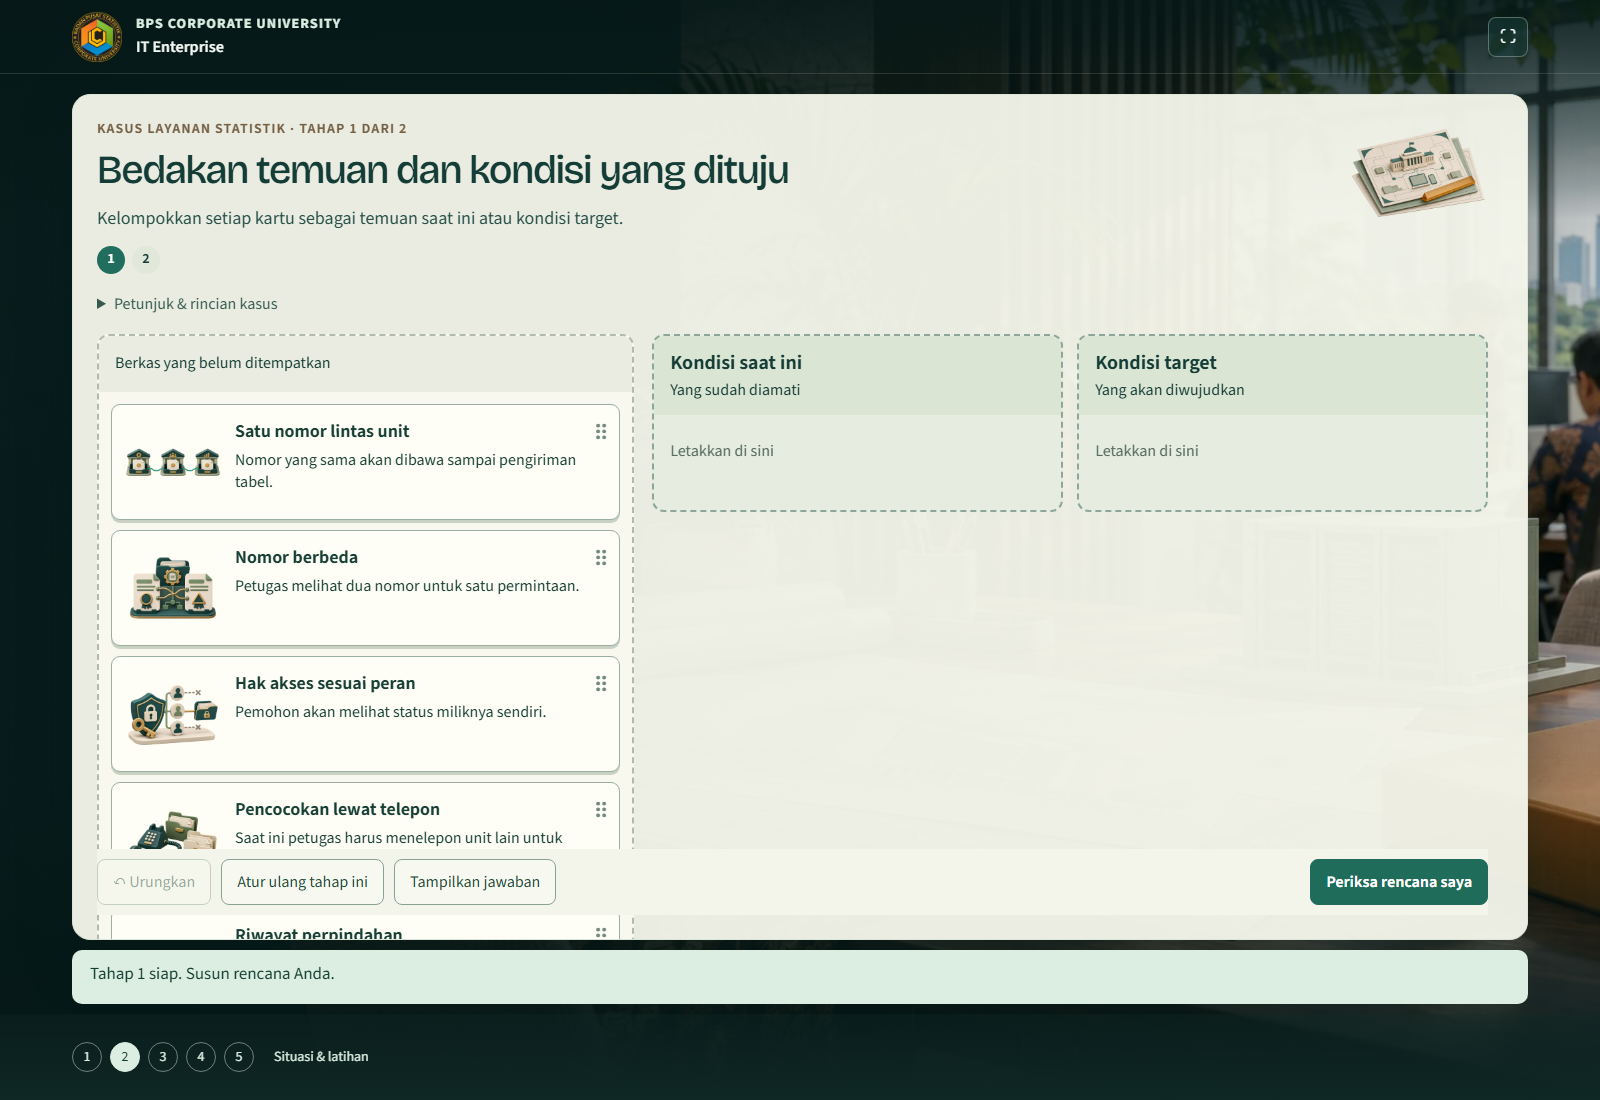 BPS CORPORATE UNIVERSITY
IT Enterprise
KASUS LAYANAN STATISTIK · TAHAP 1 DARI 2
Bedakan temuan dan kondisi yang dituju
Kelompokkan setiap kartu sebagai temuan saat ini atau kondisi target.
1 2
Petunjuk & rincian kasus
Berkas yang belum ditempatkan
Satu nomor lintas unit
Nomor yang sama akan dibawa sampai pengiriman
tabel.
Nomor berbeda
Petugas melihat dua nomor untuk satu permintaan.
Hak akses sesuai peran
Pemohon akan melihat status miliknya sendiri.
Pencocokan lewat telepon
Saat ini petugas harus menelepon unit lain untuk
Riwayat perpindahan
Kondisi saat ini
Yang sudah diamati
Letakkan di sini
Kondisi target
Yang akan diwujudkan
Letakkan di sini
Urungkan
Atur ulang tahap ini
Tampilkan jawaban
Periksa rencana saya
Tahap 1 siap. Susun rencana Anda.
1 2 3 4 5 Situasi & latihan